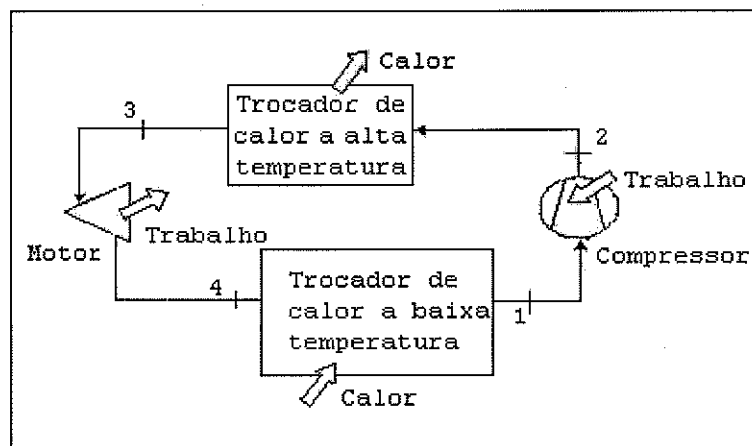 Calor
Trocador de
calor a alta
temperatura
3
2
Trabalho
Trabalho
Motor
Compressor
Trocador de
calor a baixa
temperatura
4
1
Calor